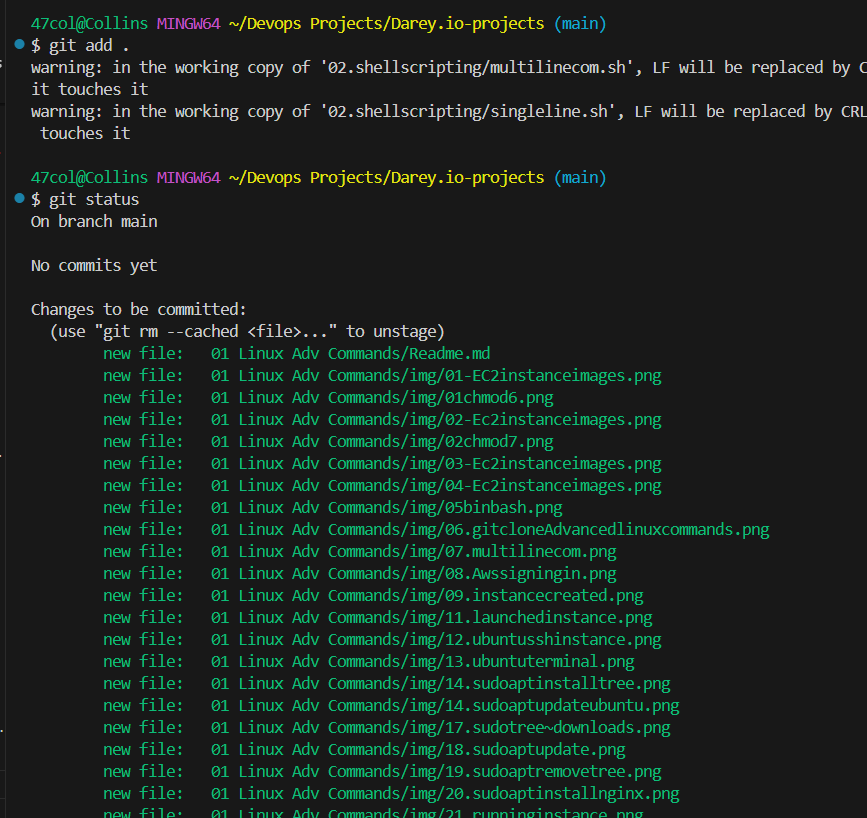 47col@Collins MINGW64 ~/Devops Projects/Darey.io-projects (main)
$ git add .
warning: in the working copy of '02.shellscripting/multilinecom.sh', LF will be replaced by C
it touches it
warning: in the working copy of '02.shellscripting/singleline.sh', LF will be replaced by CRL
 touches it

47col@Collins MINGW64 ~/Devops Projects/Darey.io-projects (main)
$ git status
On branch main

No commits yet

Changes to be committed:
  (use "git rm --cached <file>..." to unstage)
        new file:   01 Linux Adv Commands/Readme.md
        new file:   01 Linux Adv Commands/img/01-EC2instanceimages.png
        new file:   01 Linux Adv Commands/img/01chmod6.png
        new file:   01 Linux Adv Commands/img/02-Ec2instanceimages.png
        new file:   01 Linux Adv Commands/img/02chmod7.png
        new file:   01 Linux Adv Commands/img/03-Ec2instanceimages.png
        new file:   01 Linux Adv Commands/img/04-Ec2instanceimages.png
        new file:   01 Linux Adv Commands/img/05binbash.png
        new file:   01 Linux Adv Commands/img/06.gitcloneAdvancedlinuxcommands.png
        new file:   01 Linux Adv Commands/img/07.multilinecom.png
        new file:   01 Linux Adv Commands/img/08.Awssigningin.png
        new file:   01 Linux Adv Commands/img/09.instancecreated.png
        new file:   01 Linux Adv Commands/img/11.launchedinstance.png
        new file:   01 Linux Adv Commands/img/12.ubuntusshinstance.png
        new file:   01 Linux Adv Commands/img/13.ubuntuterminal.png
        new file:   01 Linux Adv Commands/img/14.sudoaptinstalltree.png
        new file:   01 Linux Adv Commands/img/14.sudoaptupdateubuntu.png
        new file:   01 Linux Adv Commands/img/17.sudotree~downloads.png
        new file:   01 Linux Adv Commands/img/18.sudoaptupdate.png
        new file:   01 Linux Adv Commands/img/19.sudoaptremovetree.png
        new file:   01 Linux Adv Commands/img/20.sudoaptinstallnginx.png
        new file:   01 Linux Adv Commands/img/21.runninginstance.png